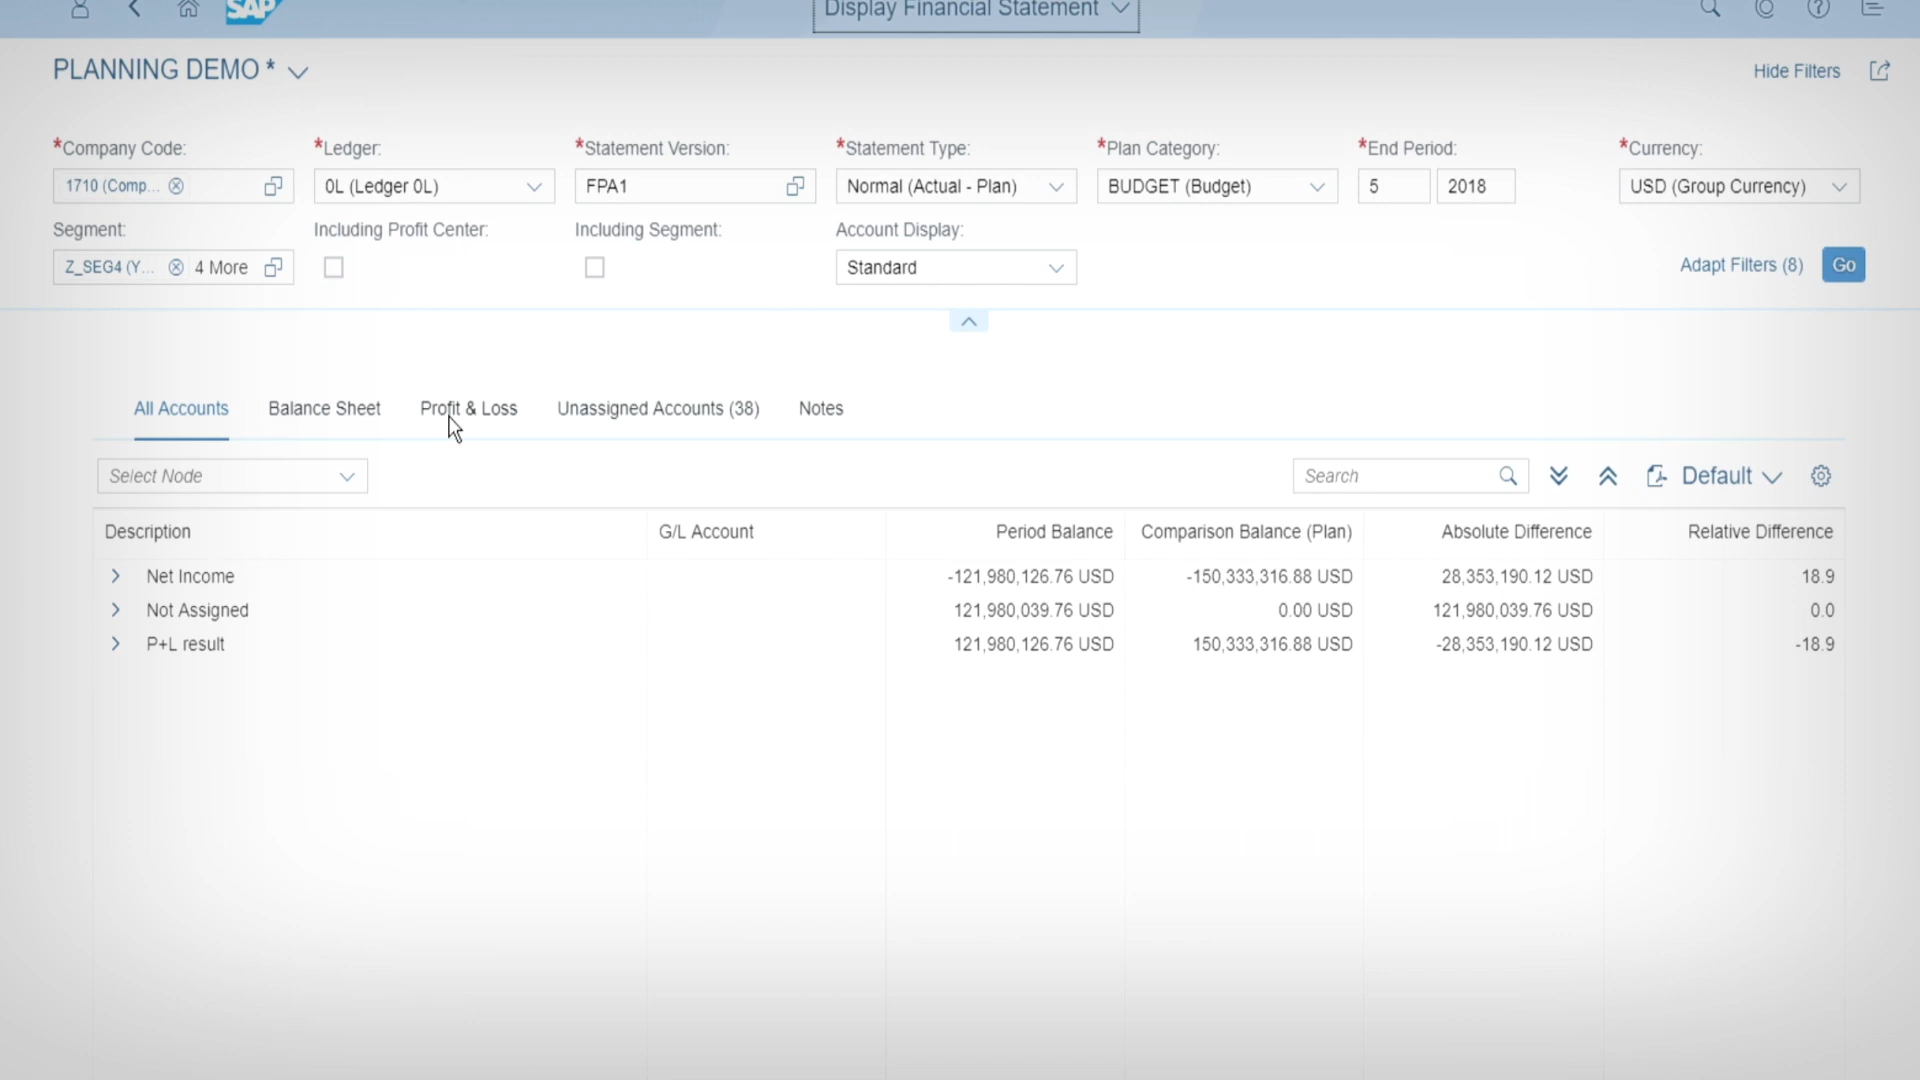 SAP
Display Financial Statement
PLANNING DEMO *
Hide Filters
*Company Code: *Ledger: *Statement Version: *Statement Type: *Plan Category: *End Period: *Currency:
1710 (Comp... 0L (Ledger 0L) FPA1 Normal (Actual - Plan) BUDGET (Budget) 5 2018 USD (Group Currency)
Segment: Including Profit Center: Including Segment: Account Display:
Z_SEG4 (Y... 4 More Standard Adapt Filters (8) Go
All Accounts Balance Sheet Profit & Loss Unassigned Accounts (38) Notes
Select Node Search Default
Description G/L Account Period Balance Comparison Balance (Plan) Absolute Difference Relative Difference
Net Income -121,980,126.76 USD -150,333,316.88 USD 28,353,190.12 USD 18.9
Not Assigned 121,980,039.76 USD 0.00 USD 121,980,039.76 USD 0.0
P+L result 121,980,126.76 USD 150,333,316.88 USD -28,353,190.12 USD -18.9